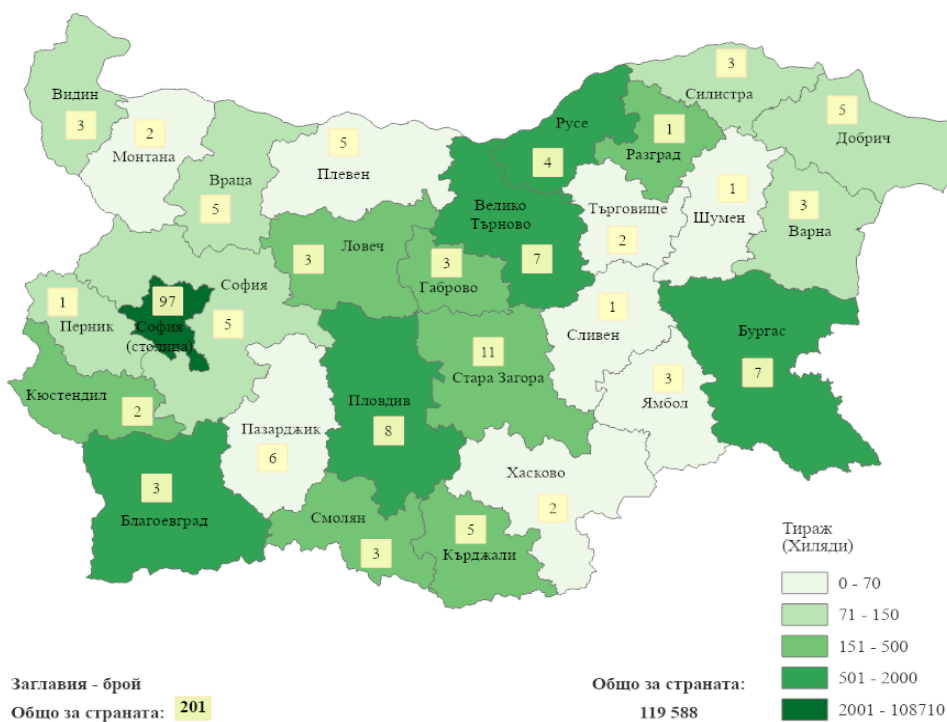 3
Видин
Силистра
3
2
5
Русе
5
Монтана
1
Добрич
Разград
4
Плевен
Враца
1
5
Велико
Търново
Търговище
3
Шумен
Варна
Ловеч
3
3
7
2
Габрово
София
97
1
Перник
София
(столина)
5
1
Сливен
Бургас
11
Стара Загора
7
3
Кюстендил
2
Пловдив
Ямбол
Пазарджик
8
6
Хасково
3
Благоевград
Смолян
2
5
Кърджали
3
Тираж
(Хиляди)
0 - 70
71 - 150
151 - 500
501 - 2000
2001 - 108710
Заглавия - брой
Общо за страната: 201
Общо за страната:
119 588